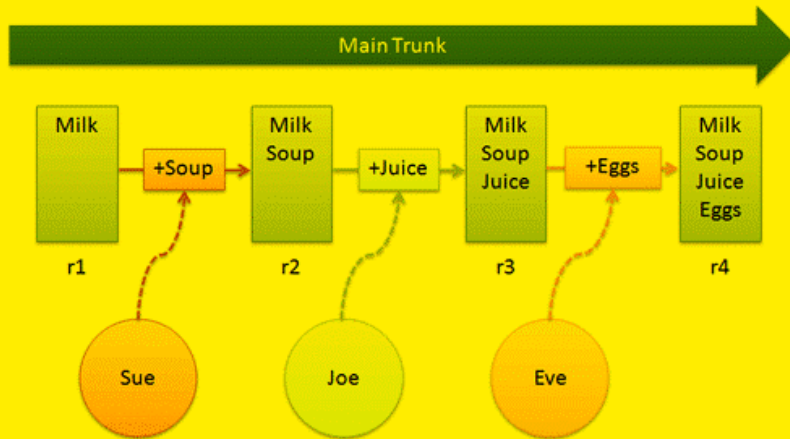 Main Trunk
Milk
+Soup
Milk
Soup
+Juice
Milk
Soup
Juice
+Eggs
Milk
Soup
Juice
Eggs
r1
r2
r3
r4
Sue
Joe
Eve